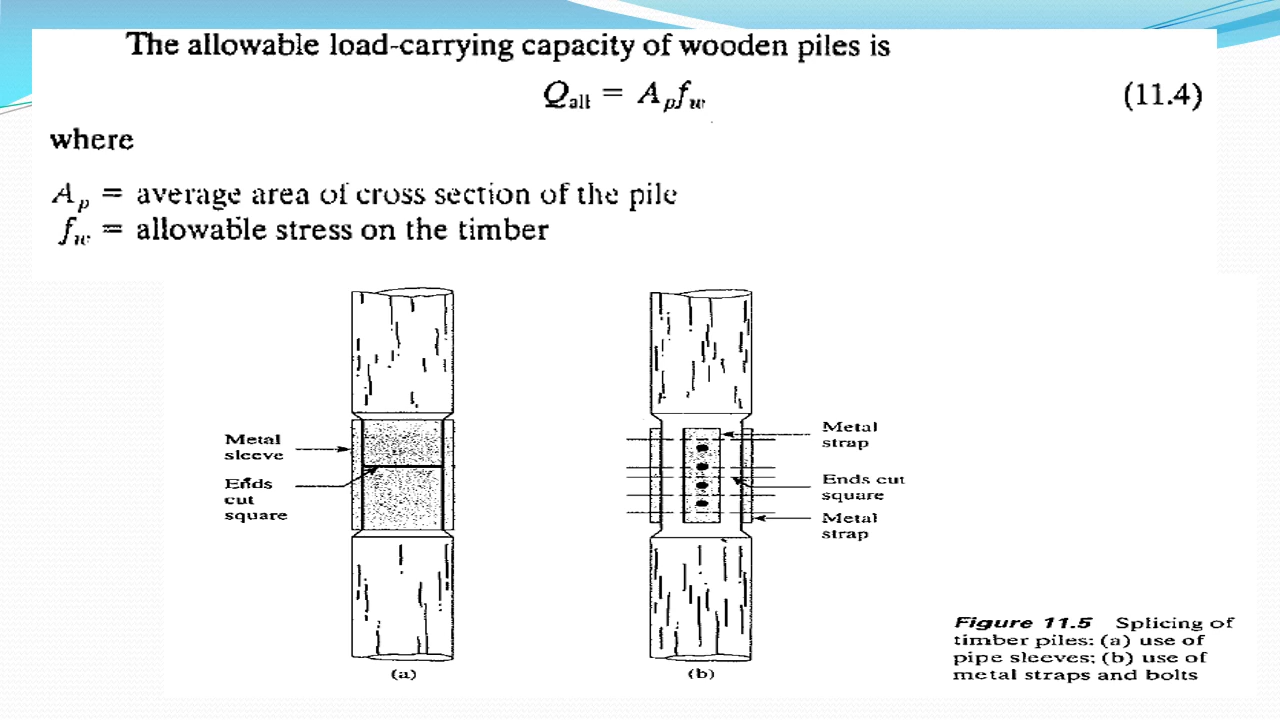 The allowable load-carrying capacity of wooden piles is
Q_all = A_p f_w (11.4)
where
A_p = average area of cross section of the pile
f_w = allowable stress on the timber
Metal
sleeve
Ends
cut
square
(a)
Metal
strap
Ends cut
square
Metal
strap
(b)
Figure 11.5 Splicing of
timber piles: (a) use of
pipe sleeves; (b) use of
metal straps and bolts